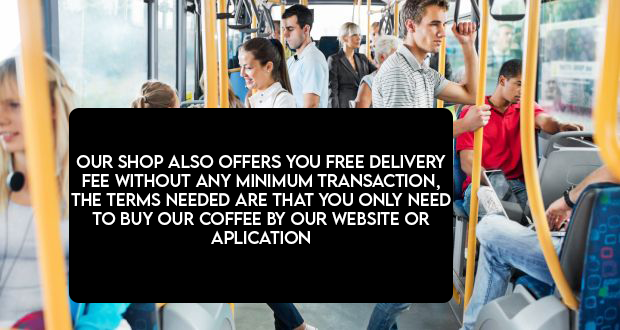 OUR SHOP ALSO OFFERS YOU FREE DELIVERY
FEE WITHOUT ANY MINIMUM TRANSACTION,
THE TERMS NEEDED ARE THAT YOU ONLY NEED
TO BUY OUR COFFEE BY OUR WEBSITE OR
APLICATION